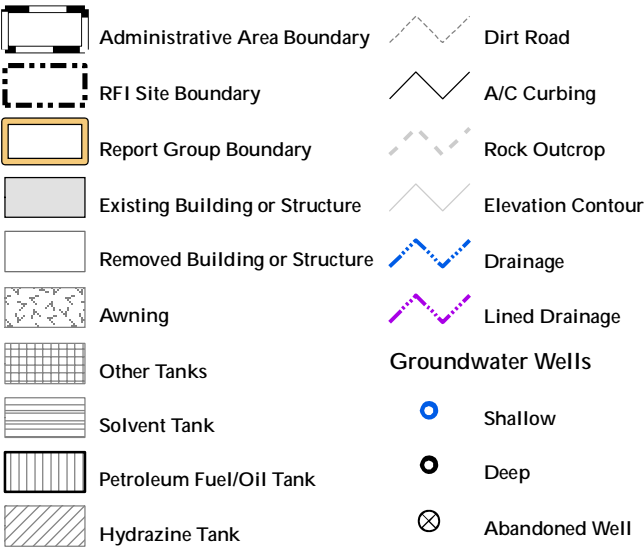 Administrative Area Boundary
RFI Site Boundary
Report Group Boundary
Existing Building or Structure
Removed Building or Structure
Awning
Other Tanks
Solvent Tank
Petroleum Fuel/Oil Tank
Hydrazine Tank
Dirt Road
A/C Curbing
Rock Outcrop
Elevation Contour
Drainage
Lined Drainage
Groundwater Wells
Shallow
Deep
Abandoned Well